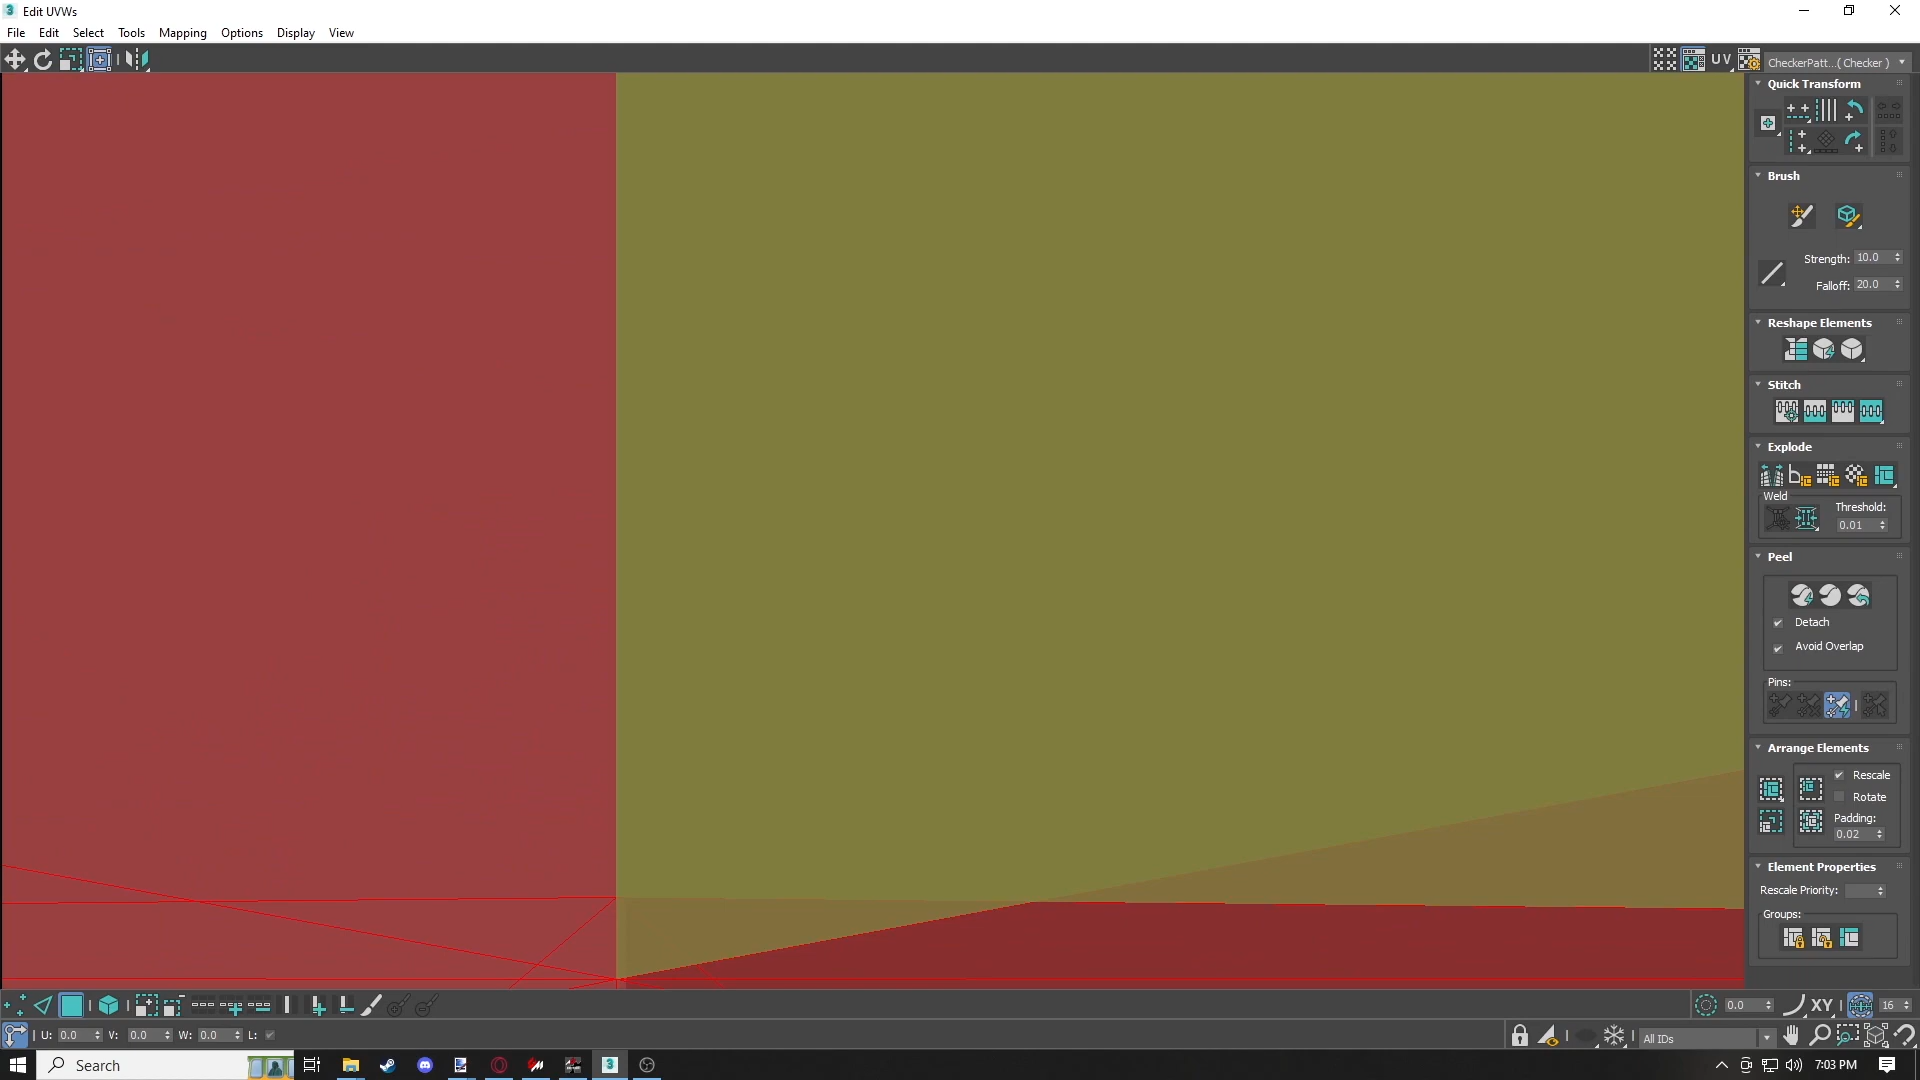 Edit UVWs
File Edit Select Tools Mapping Options Display View
UV CheckerPatt...( Checker )
Quick Transform
Brush
Strength: 10.0
Falloff: 20.0
Reshape Elements
Stitch
Explode
Weld
Threshold:
0.01
Peel
Detach
Avoid Overlap
Pins:
Arrange Elements
Rescale
Rotate
Padding:
0.02
Element Properties
Rescale Priority:
Groups:
0.0 XY 16
U: 0.0 V: 0.0 W: 0.0 L: All IDs
Search 7:03 PM